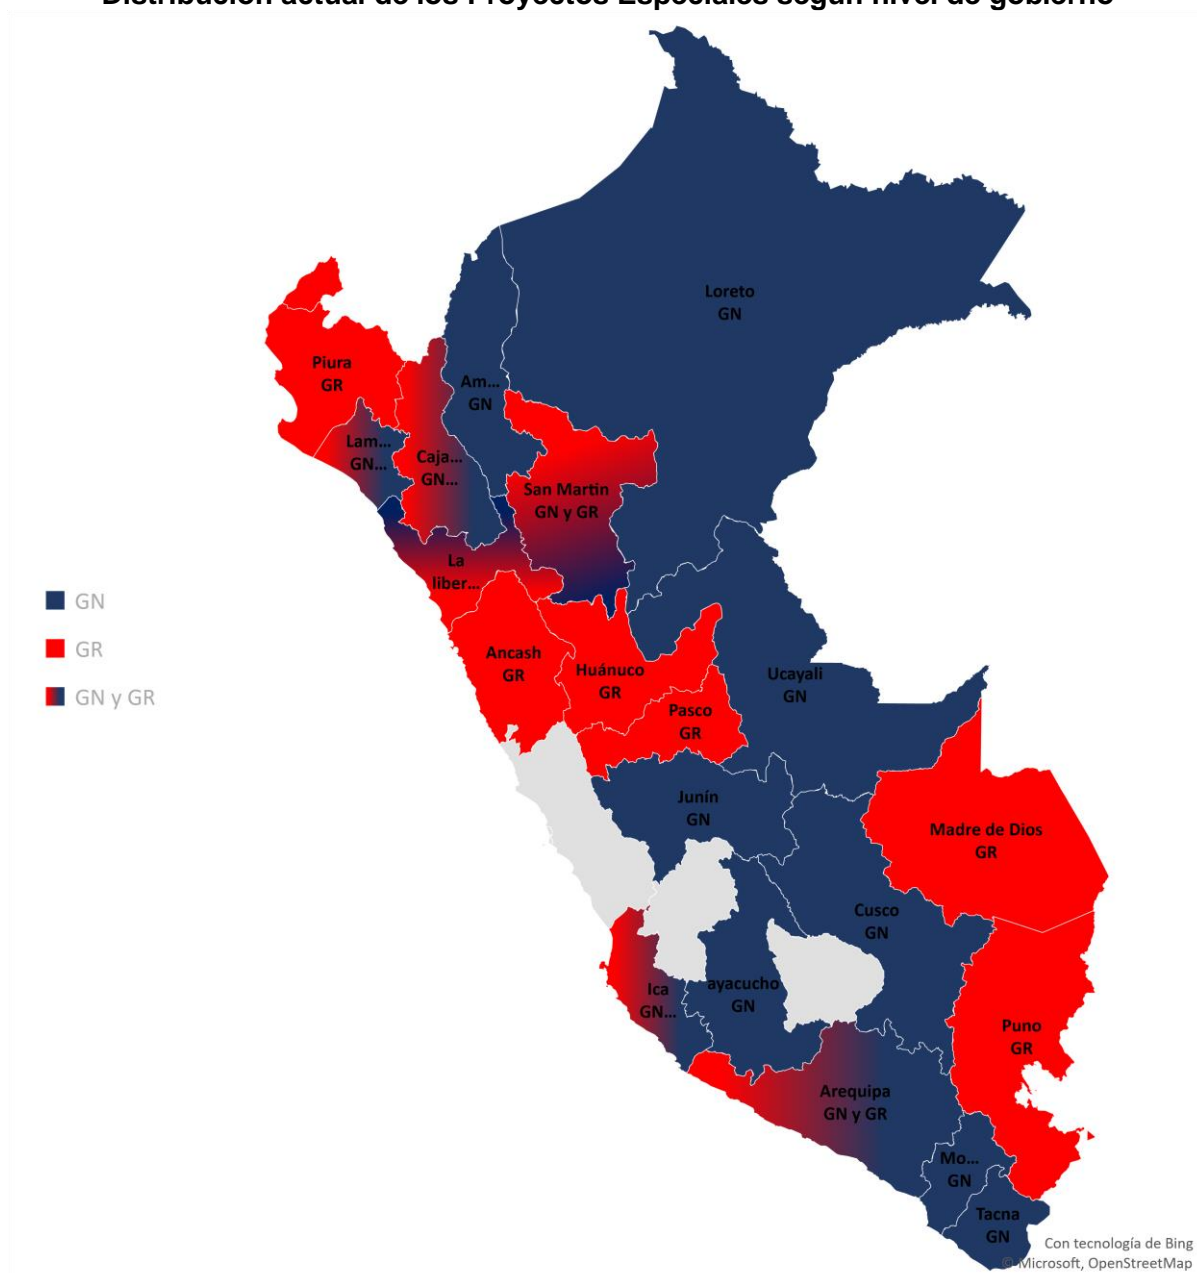 Distribución actual de los Proyectos Especiales según nivel de gobierno
Loreto
GN
Piura
GR
Am...
GN
Lam...
GN...
Caja...
GN...
San Martín
GN y GR
La
liber...
GN
GR
GN y GR
Ancash
GR
Huánuco
GR
Pasco
GR
Ucayali
GN
Junín
GN
Madre de Dios
GR
Cusco
GN
Ica
GN...
ayacucho
GN
Puno
GR
Arequipa
GN y GR
Mo...
GN
Tacna
GN
Con tecnología de Bing
© Microsoft, OpenStreetMap